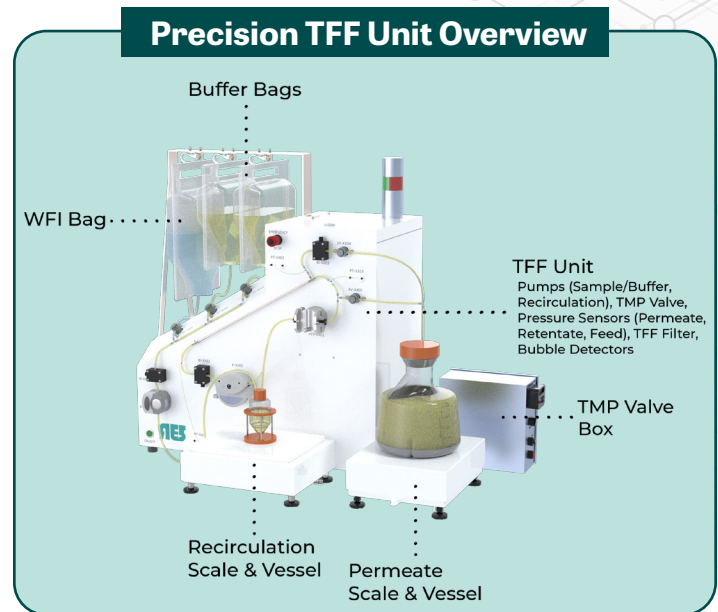 Precision TFF Unit Overview
Buffer Bags
WFI Bag
TFF Unit
Pumps (Sample/Buffer,
Recirculation), TMP Valve,
Pressure Sensors (Permeate,
Retentate, Feed), TFF Filter,
Bubble Detectors
TMP Valve
Box
Recirculation
Scale & Vessel
Permeate
Scale & Vessel